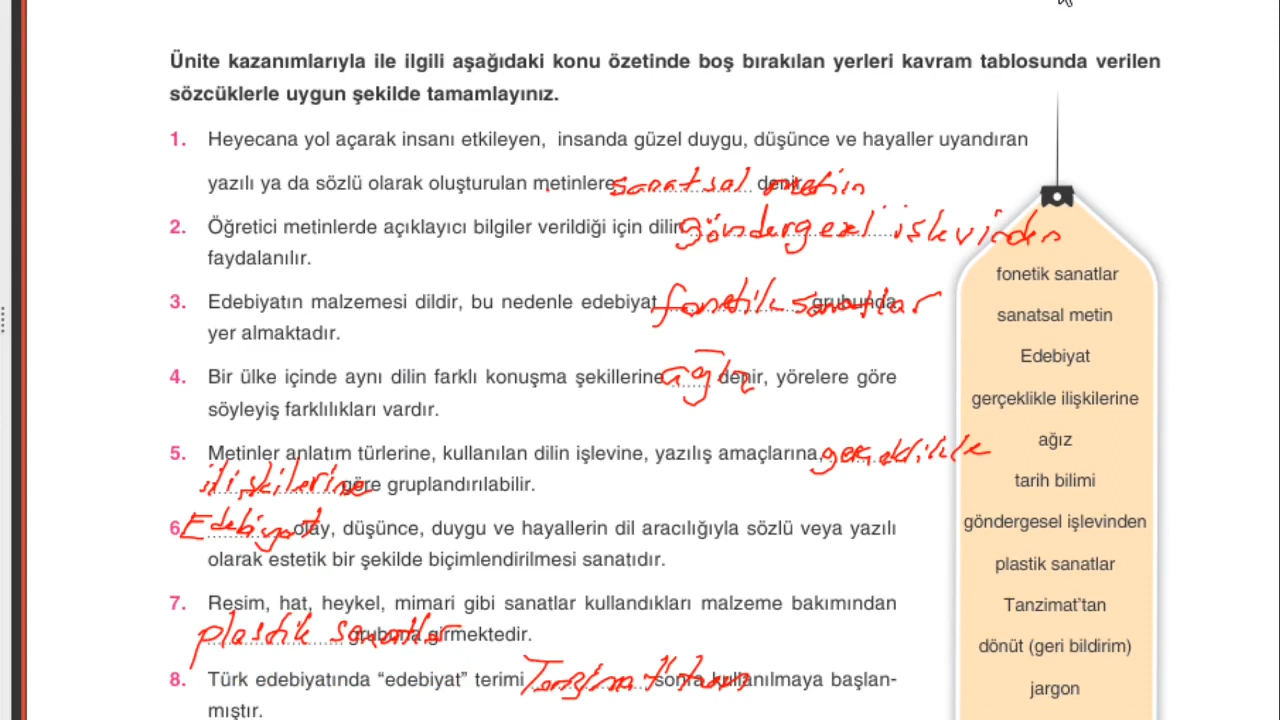 Ünite kazanımlarıyla ile ilgili aşağıdaki konu özetinde boş bırakılan yerleri kavram tablosunda verilen
sözcüklerle uygun şekilde tamamlayınız.
1. Heyecana yol açarak insanı etkileyen, insanda güzel duygu, düşünce ve hayaller uyandıran
yazılı ya da sözlü olarak oluşturulan metinlere sanatsal metin denir.
2. Öğretici metinlerde açıklayıcı bilgiler verildiği için dilin göndergesel işlevinden
faydalanılır.
3. Edebiyatın malzemesi dildir, bu nedenle edebiyat fonetik sanatlar grubunda
yer almaktadır.
4. Bir ülke içinde aynı dilin farklı konuşma şekillerine ağız denir, yörelere göre
söyleyiş farklılıkları vardır.
5. Metinler anlatım türlerine, kullanılan dilin işlevine, yazılış amaçlarına, gerçeklikle
ilişkilerine göre gruplandırılabilir.
6. Edebiyat olay, düşünce, duygu ve hayallerin dil aracılığıyla sözlü veya yazılı
olarak estetik bir şekilde biçimlendirilmesi sanatıdır.
7. Resim, hat, heykel, mimari gibi sanatlar kullandıkları malzeme bakımından
plastik sanatlar grubuna girmektedir.
8. Türk edebiyatında “edebiyat” terimi Tanzimat'tan sonra kullanılmaya başlan-
mıştır.
fonetik sanatlar
sanatsal metin
Edebiyat
gerçeklikle ilişkilerine
ağız
tarih bilimi
göndergesel işlevinden
plastik sanatlar
Tanzimat’tan
dönüt (geri bildirim)
jargon